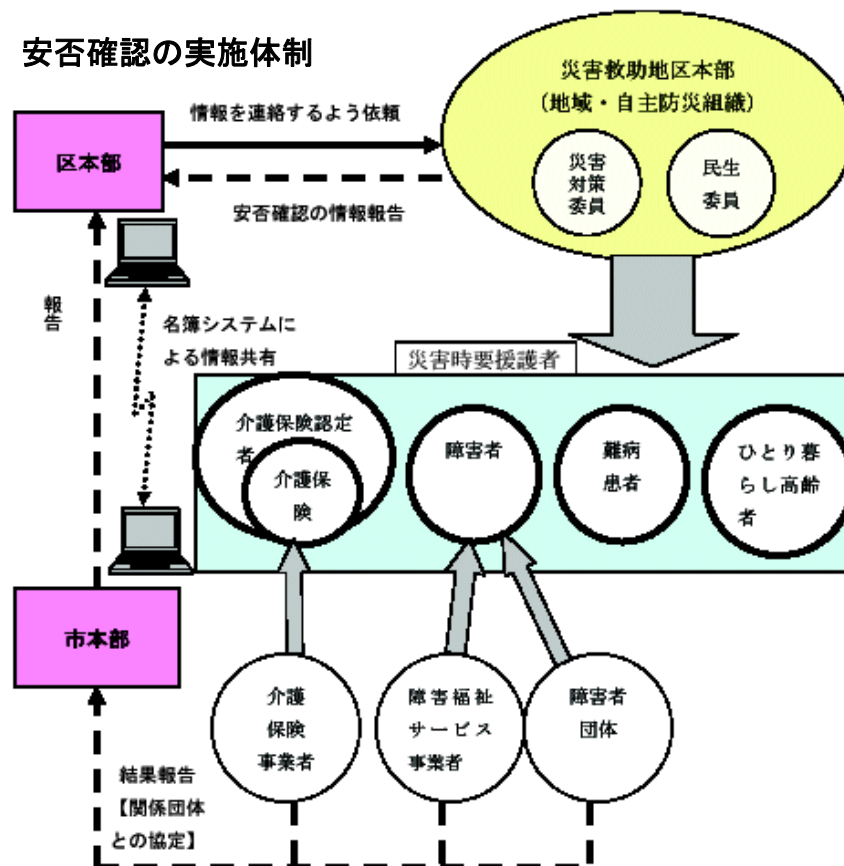 安否確認の実施体制
災害救助地区本部
(地域・自主防災組織)
災害
対策
委員
民生
委員
情報を連絡するよう依頼
区本部
安否確認の情報報告
報告
名簿システムに
よる情報共有
災害時要援護者
介護保険認定
者
介護保
険
障害者
難病
患者
ひとり暮
らし高齢
者
市本部
介護
保険
事業者
障害福祉
サービス
事業者
障害者
団体
結果報告
【関係団体
との協定】